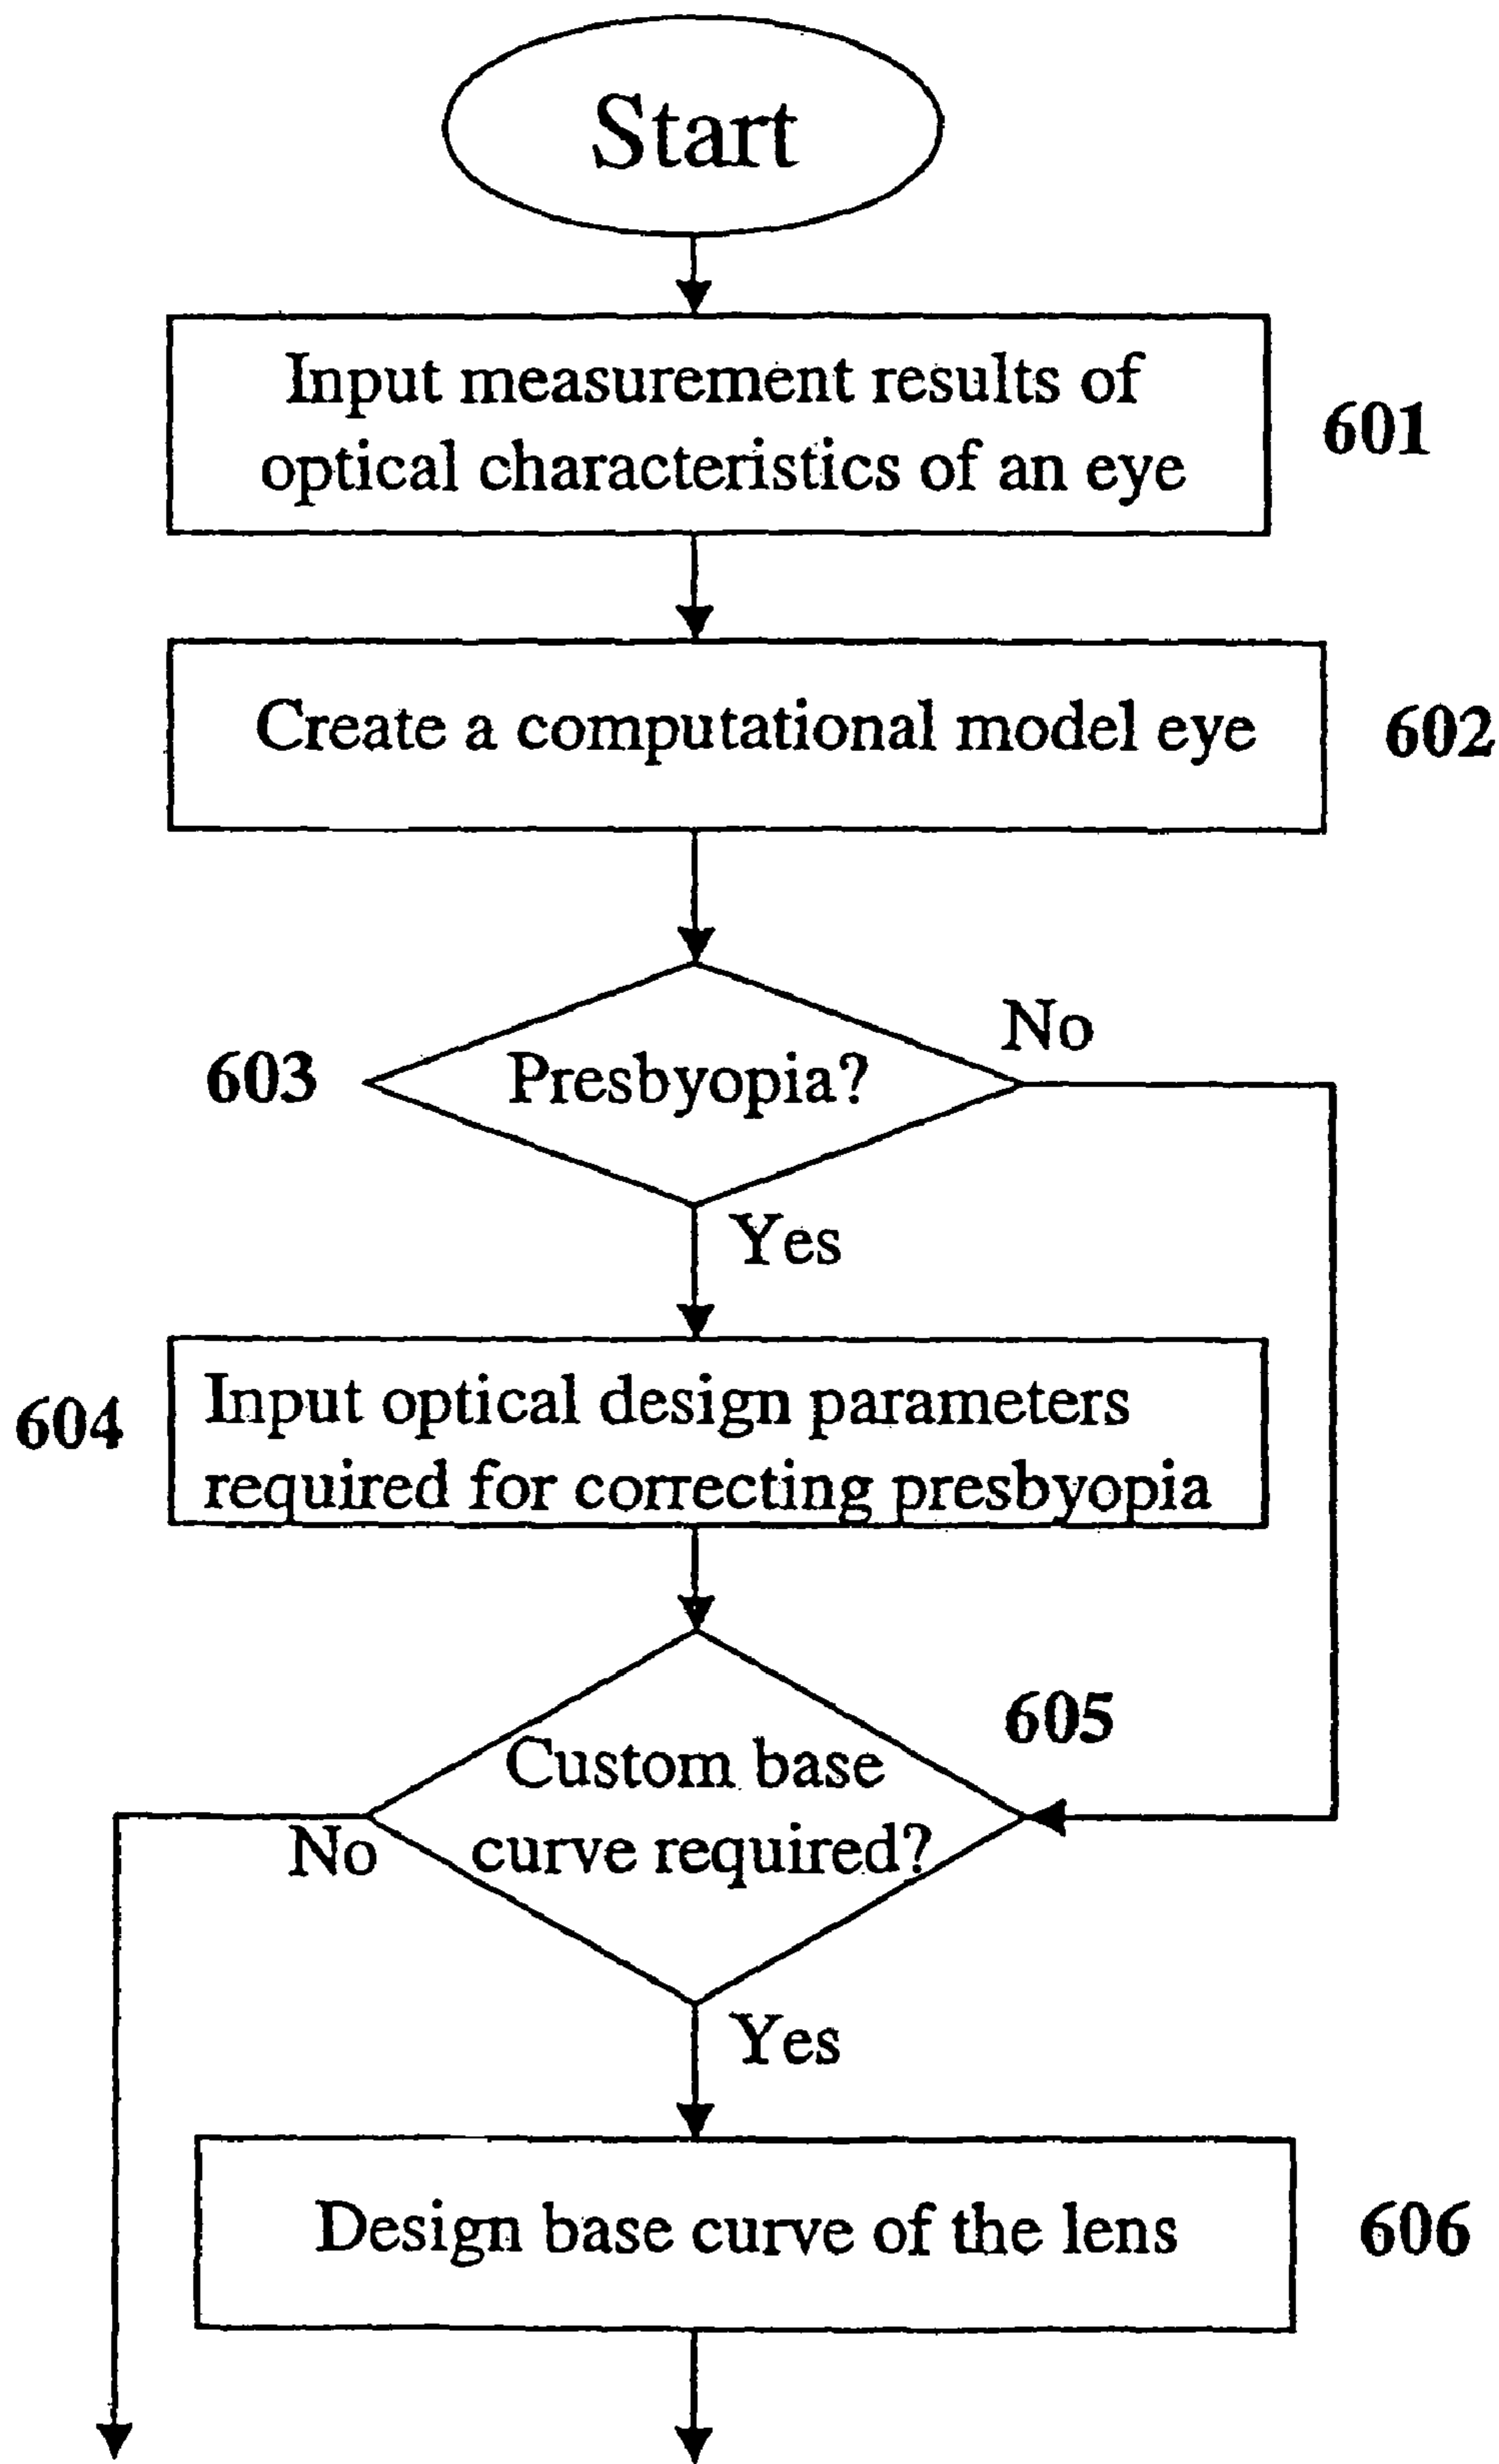 Start
Input measurement results of
optical characteristics of an eye
601
Create a computational model eye
602
No
603
Presbyopia?
Yes
604
Input optical design parameters
required for correcting presbyopia
605
Custom base
curve required?
No
Yes
Design base curve of the lens
606